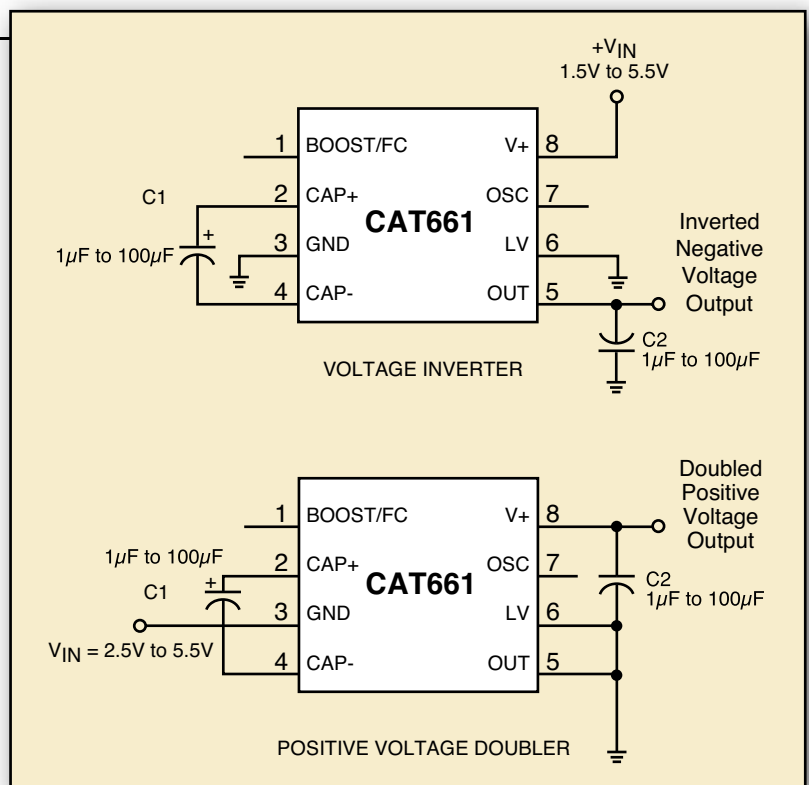 +VIN
1.5V to 5.5V
1 BOOST/FC V+ 8
C1 2 CAP+ OSC 7
CAT661
1µF to 100µF + 3 GND LV 6
4 CAP- OUT 5
Inverted
Negative
Voltage
Output
C2
1µF to 100µF
VOLTAGE INVERTER
1 BOOST/FC V+ 8
Doubled
Positive
Voltage
Output
1µF to 100µF
2 CAP+ OSC 7
C1 +
CAT661
C2
1µF to 100µF
3 GND LV 6
VIN = 2.5V to 5.5V
4 CAP- OUT 5
POSITIVE VOLTAGE DOUBLER